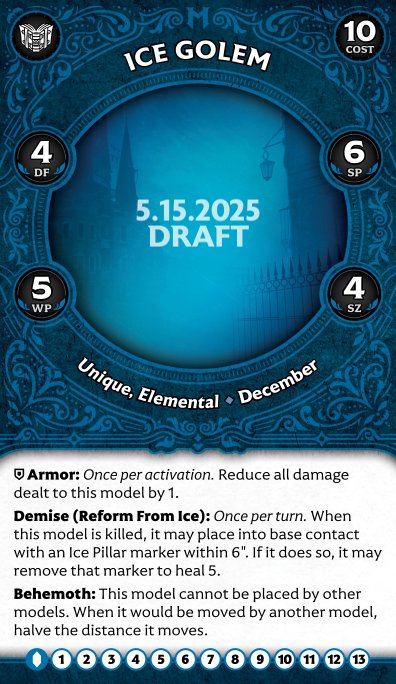 ICE GOLEM
10
COST
4
DF
6
SP
5.15.2025
DRAFT
5
WP
4
SZ
Unique, Elemental ◆ December
Armor: Once per activation. Reduce all damage
dealt to this model by 1.
Demise (Reform From Ice): Once per turn. When
this model is killed, it may place into base contact
with an Ice Pillar marker within 6". If it does so, it may
remove that marker to heal 5.
Behemoth: This model cannot be placed by other
models. When it would be moved by another model,
halve the distance it moves.
1 2 3 4 5 6 7 8 9 10 11 12 13